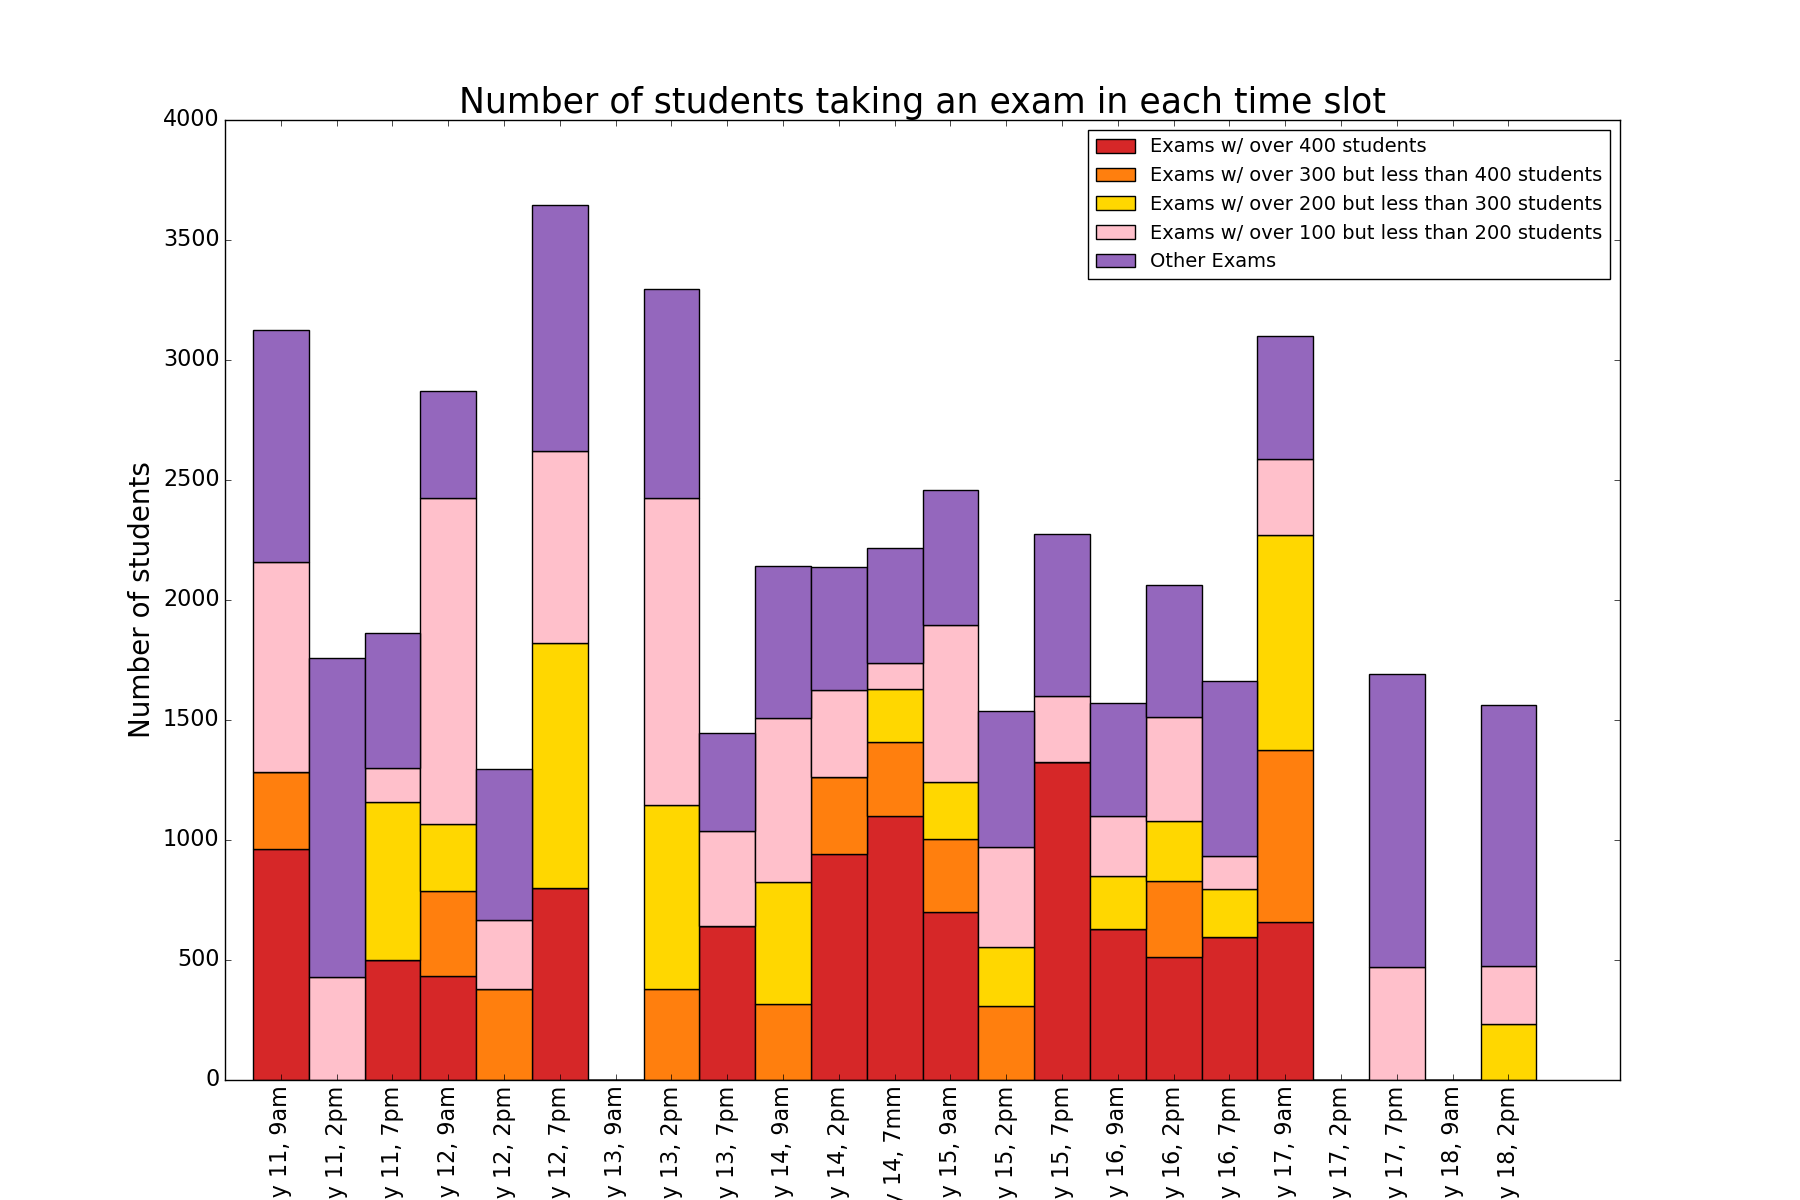 Number of students taking an exam in each time slot
Number of students
4000
3500
3000
2500
2000
1500
1000
500
0
Exams w/ over 400 students
Exams w/ over 300 but less than 400 students
Exams w/ over 200 but less than 300 students
Exams w/ over 100 but less than 200 students
Other Exams
y 11, 9am
y 11, 2pm
y 11, 7pm
y 12, 9am
y 12, 2pm
y 12, 7pm
y 13, 9am
y 13, 2pm
y 13, 7pm
y 14, 9am
y 14, 2pm
y 14, 7mm
y 15, 9am
y 15, 2pm
y 15, 7pm
y 16, 9am
y 16, 2pm
y 16, 7pm
y 17, 9am
y 17, 2pm
y 17, 7pm
y 18, 9am
y 18, 2pm